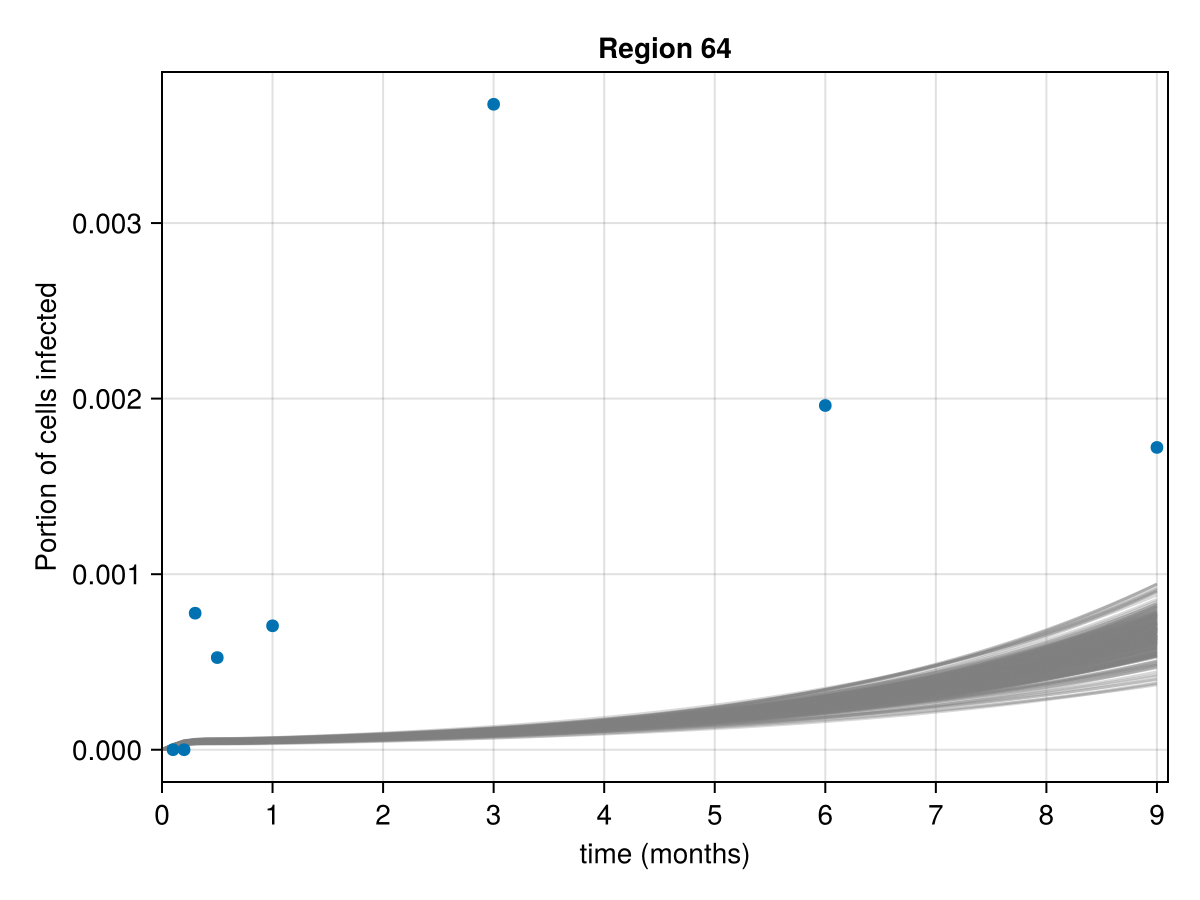 Region 64
Portion of cells infected
0.003
0.002
0.001
0.000
0 1 2 3 4 5 6 7 8 9
time (months)